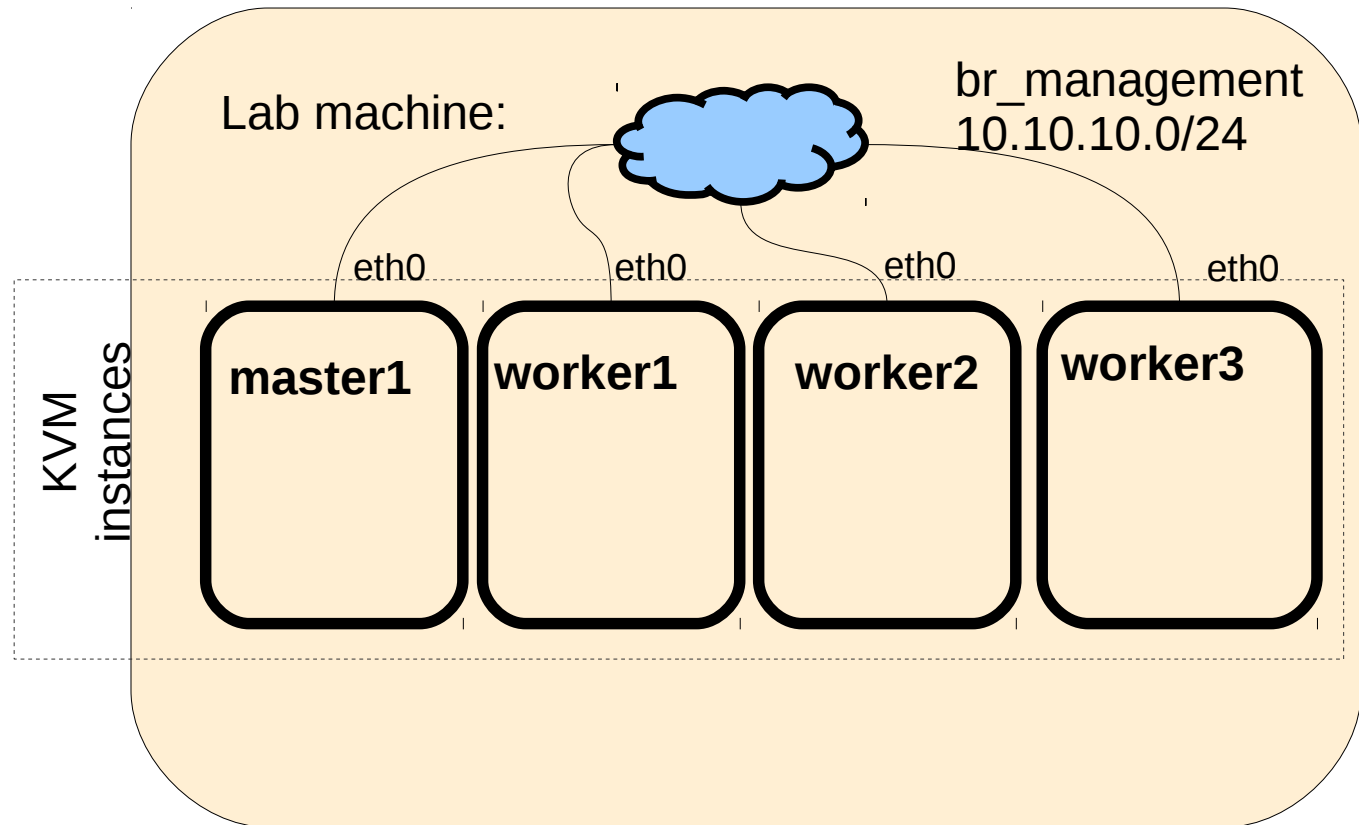 Lab machine:
br_management
10.10.10.0/24
eth0
eth0
eth0
eth0
KVM
instances
master1
worker1
worker2
worker3